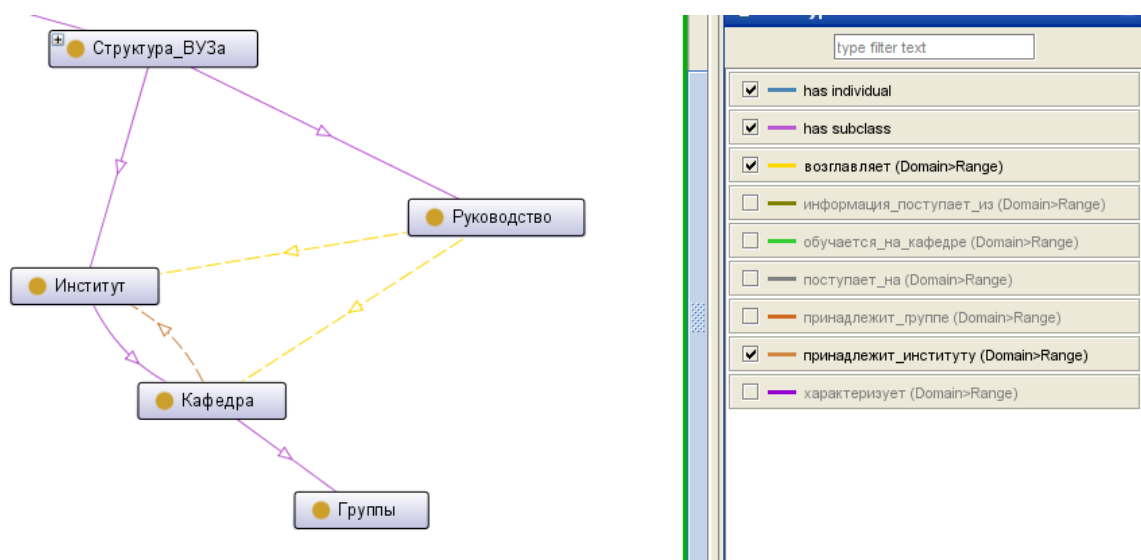 Структура_ВУЗа
Руководство
Институт
Кафедра
Группы
type filter text
has individual
has subclass
возглавляет (Domain>Range)
информация_поступает_из (Domain>Range)
обучается_на_кафедре (Domain>Range)
поступает_на (Domain>Range)
принадлежит_группе (Domain>Range)
принадлежит_институту (Domain>Range)
характеризует (Domain>Range)